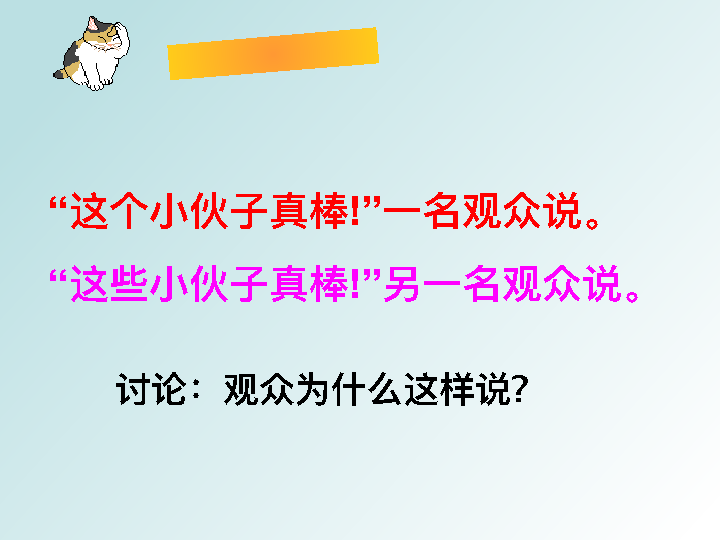 “这个小伙子真棒!”一名观众说。
“这些小伙子真棒!”另一名观众说。
讨论：观众为什么这样说?